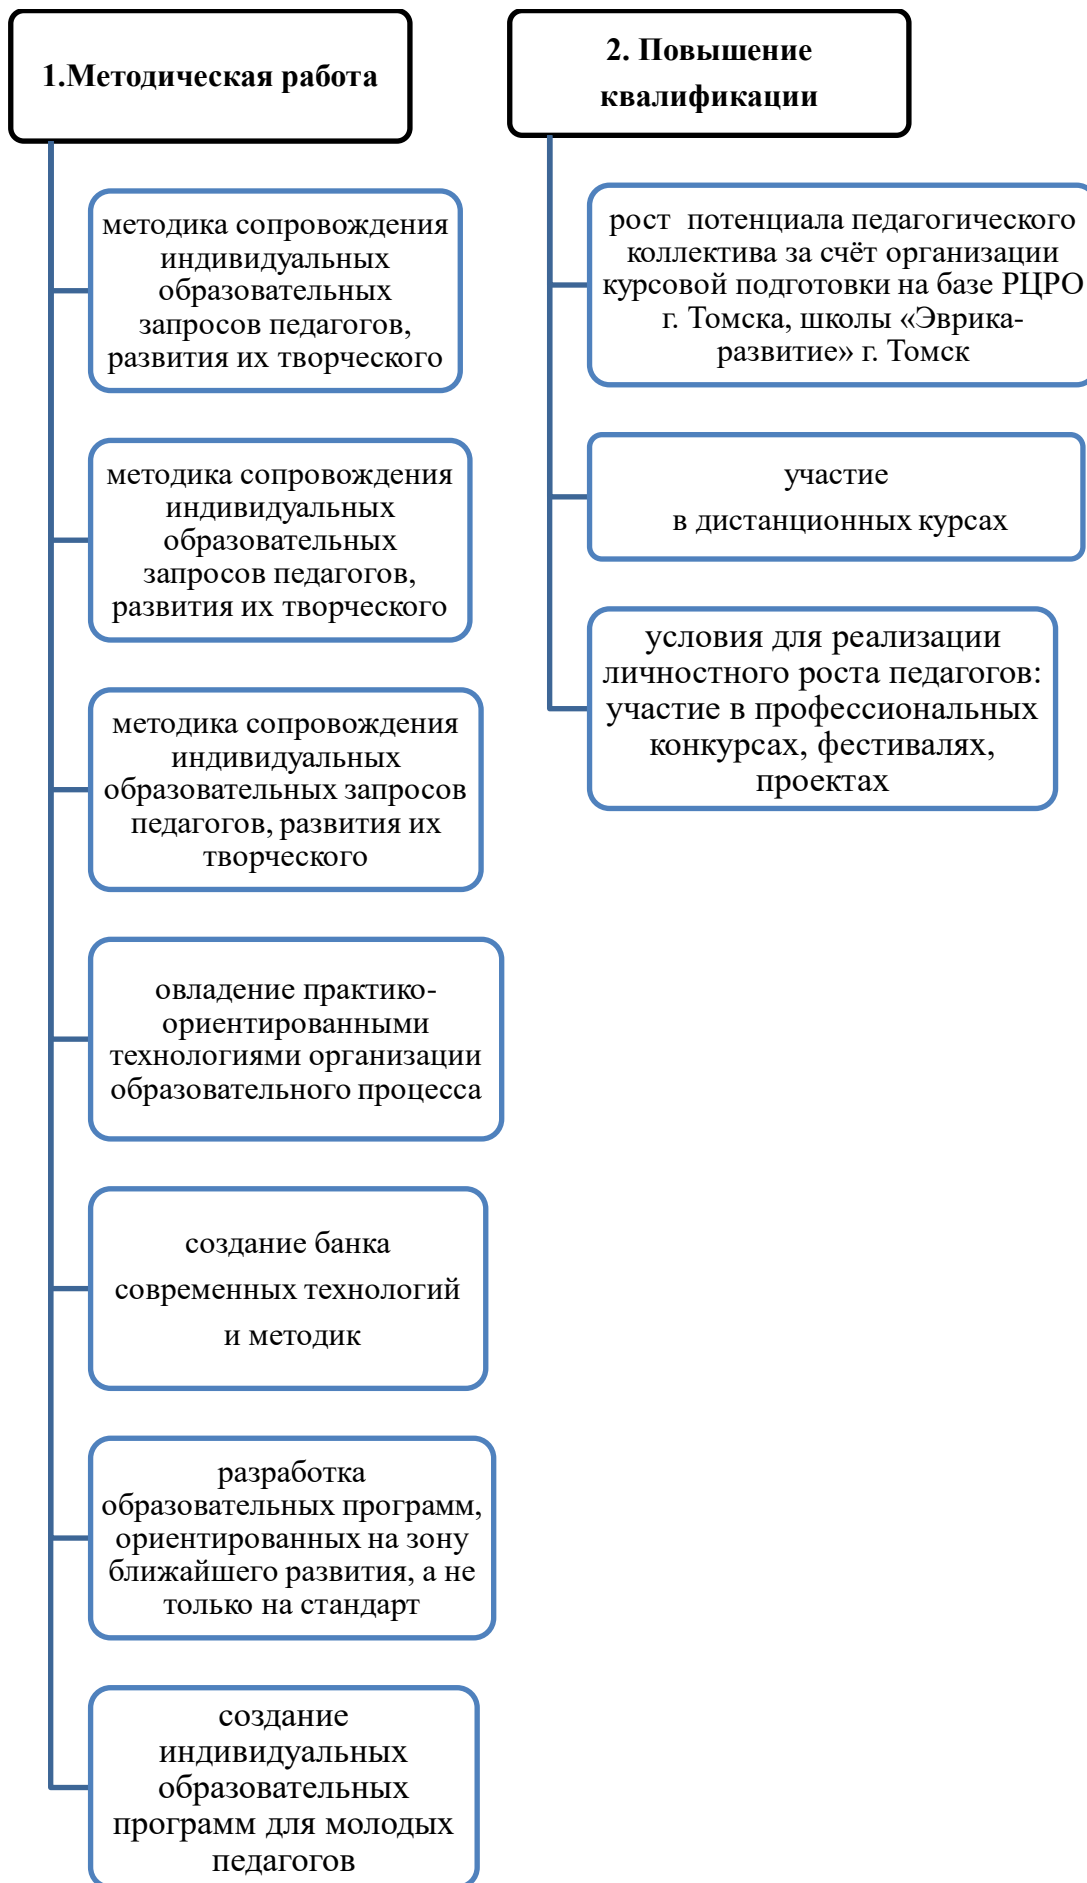 1.Методическая работа
методика сопровождения
индивидуальных
образовательных
запросов педагогов,
развития их творческого
методика сопровождения
индивидуальных
образовательных
запросов педагогов,
развития их творческого
методика сопровождения
индивидуальных
образовательных запросов
педагогов, развития их
творческого
овладение практико-
ориентированными
технологиями организации
образовательного процесса
создание банка
современных технологий
и методик
разработка
образовательных программ,
ориентированных на зону
ближайшего развития, а не
только на стандарт
создание
индивидуальных
образовательных
программ для молодых
педагогов
2. Повышение
квалификации
рост  потенциала педагогического
коллектива за счёт организации
курсовой подготовки на базе РЦРО
г. Томска, школы «Эврика-
развитие» г. Томск
участие
в дистанционных курсах
условия для реализации
личностного роста педагогов:
участие в профессиональных
конкурсах, фестивалях,
проектах